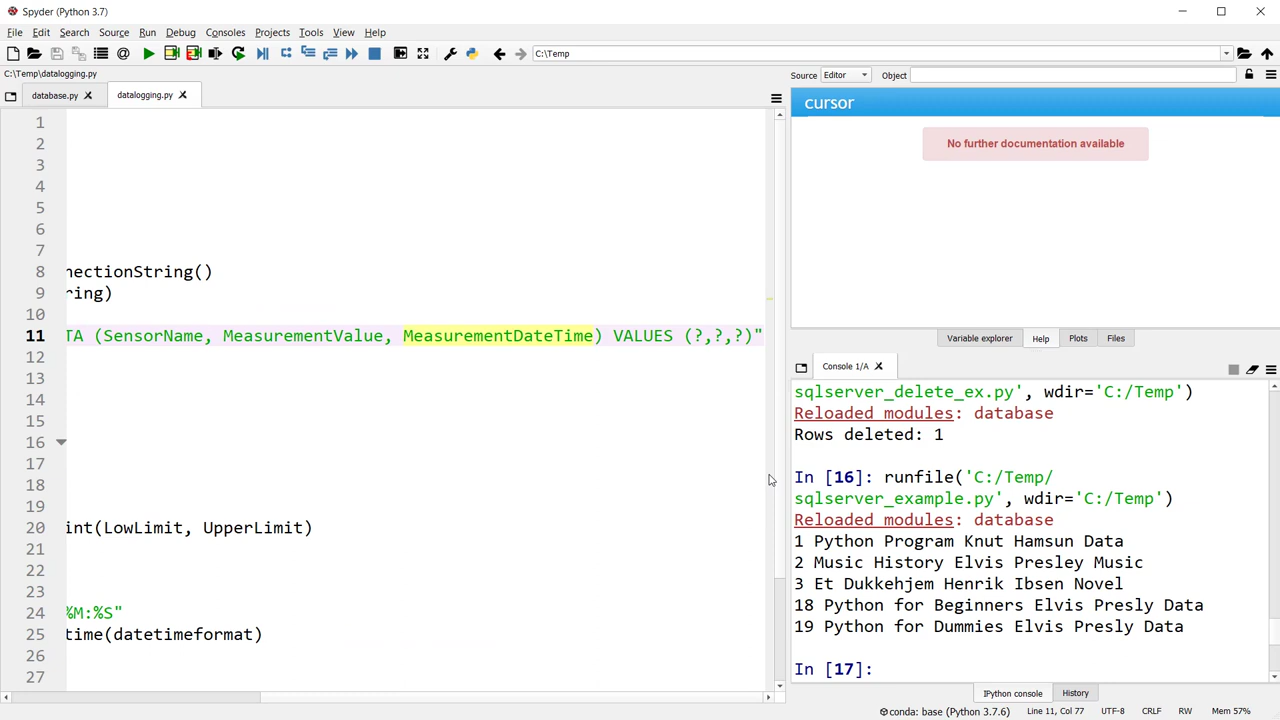 Spyder (Python 3.7)
File Edit Search Source Run Debug Consoles Projects Tools View Help
C:\Temp
C:\Temp\datalogging.py
Source Editor Object
database.py datalogging.py
cursor
No further documentation available
1
2
3
4
5
6
7
8 nectionString()
9 ring)
10
11 TA (SensorName, MeasurementValue, MeasurementDateTime) VALUES (?,?,?)"
12
13
14
15
16
17
18
19
20 int(LowLimit, UpperLimit)
21
22
23
24 %M:%S"
25 time(datetimeformat)
26
27
Variable explorer Help Plots Files
Console 1/A
sqlserver_delete_ex.py', wdir='C:/Temp')
Reloaded modules: database
Rows deleted: 1
In [16]: runfile('C:/Temp/
sqlserver_example.py', wdir='C:/Temp')
Reloaded modules: database
1 Python Program Knut Hamsun Data
2 Music History Elvis Presley Music
3 Et Dukkehjem Henrik Ibsen Novel
18 Python for Beginners Elvis Presly Data
19 Python for Dummies Elvis Presly Data
In [17]:
IPython console History
conda: base (Python 3.7.6) Line 11, Col 77 UTF-8 CRLF RW Mem 57%